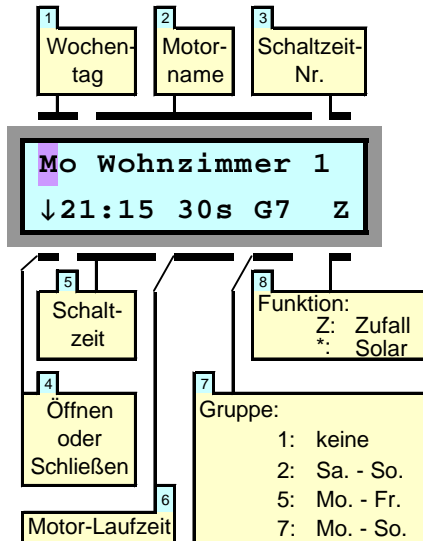 1
Wochen-
tag
2
Motor-
name
3
Schaltzeit-
Nr.
Mo Wohnzimmer 1
↓21:15 30s G7 Z
5
Schalt-
zeit
8
Funktion:
Z: Zufall
*: Solar
4
Öffnen
oder
Schließen
7
Gruppe:
1: keine
2: Sa. - So.
5: Mo. - Fr.
7: Mo. - So.
6
Motor-Laufzeit